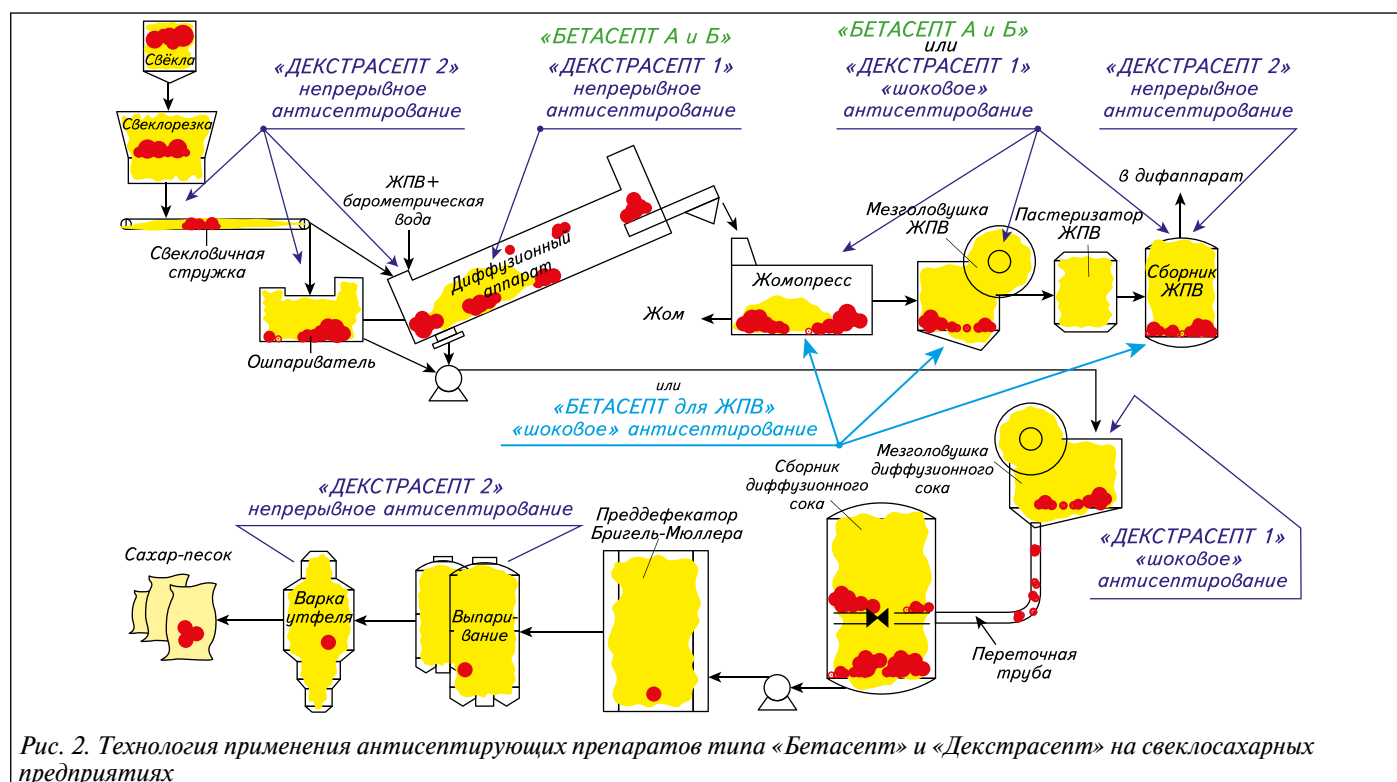 Свёкла
Свеклорезка
«ДЕКСТРАСЕПТ 2»
непрерывное
антисептирование
«БЕТАСЕПТ А и Б»
«ДЕКСТРАСЕПТ 1»
непрерывное
антисептирование
«БЕТАСЕПТ А и Б»
или
«ДЕКСТРАСЕПТ 1»
«шоковое»
антисептирование
«ДЕКСТРАСЕПТ 2»
непрерывное
антисептирование
Свекловичная
стружка
ЖПВ+
барометрическая
вода
Ошпариватель
Диффузионный
аппарат
Жомопресс
Жом
Мезголовушка
ЖПВ
Пастеризатор
ЖПВ
в дифаппарат
Сборник
ЖПВ
или
«БЕТАСЕПТ для ЖПВ»
«шоковое» антисептирование
Мезголовушка
диффузионного
сока
«ДЕКСТРАСЕПТ 1»
«шоковое»
антисептирование
Сборник
диффузионного
сока
Переточная
труба
Преддефекатор
Бригель-Мюллера
«ДЕКСТРАСЕПТ 2»
непрерывное антисептирование
Выпари-
вание
Варка
утфеля
Сахар-песок
Рис. 2. Технология применения антисептирующих препаратов типа «Бетасепт» и «Декстрасепт» на свеклосахарных
предприятиях